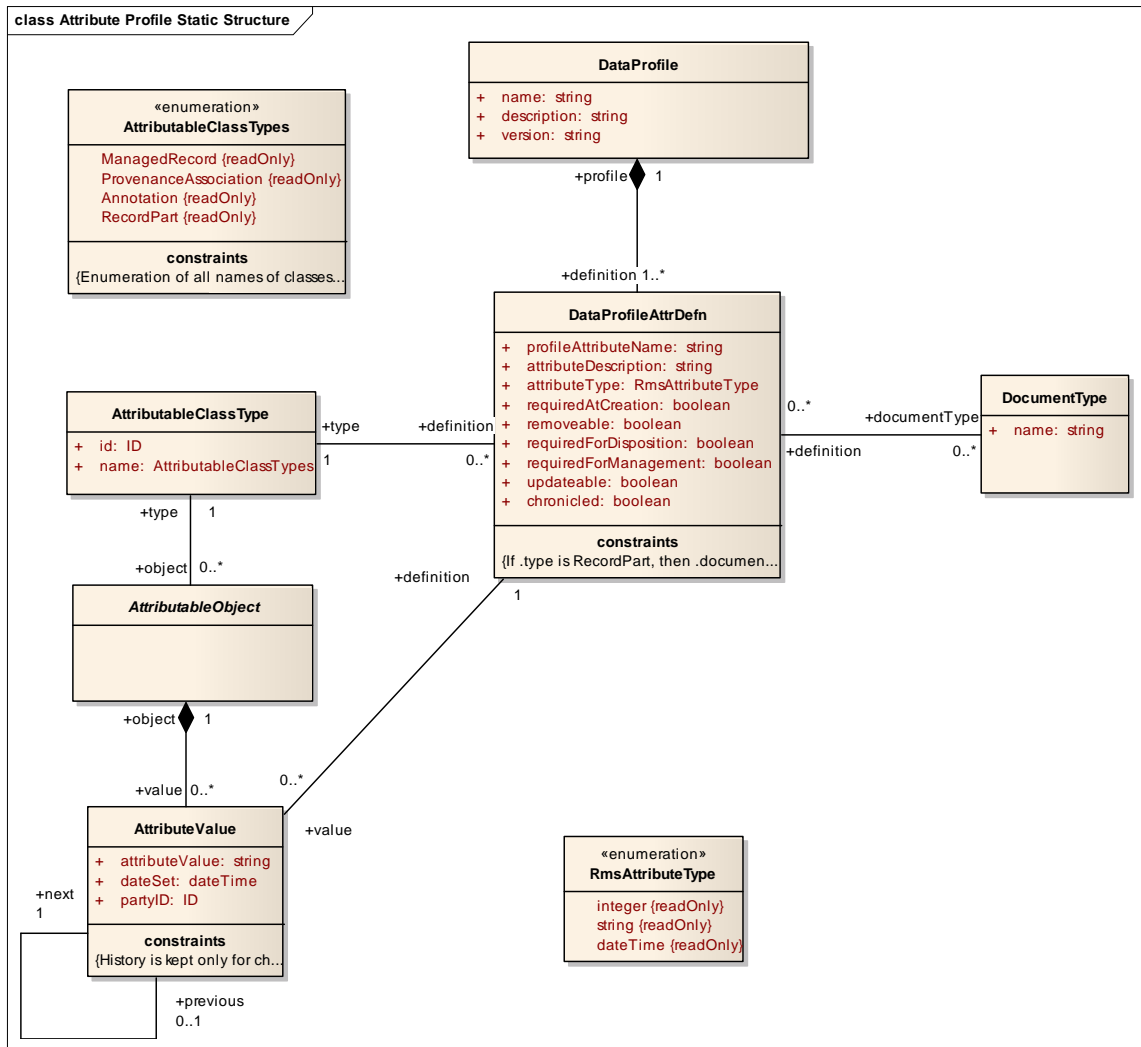 class Attribute Profile Static Structure
DataProfile
+ name: string
+ description: string
+ version: string
+profile 1
«enumeration»
AttributableClassTypes
ManagedRecord {readOnly}
ProvenanceAssociation {readOnly}
Annotation {readOnly}
RecordPart {readOnly}
constraints
{Enumeration of all names of classes...
+definition 1..*
DataProfileAttrDefn
+ profileAttributeName: string
+ attributeDescription: string
+ attributeType: RmsAttributeType
+ requiredAtCreation: boolean
+ removeable: boolean
+ requiredForDisposition: boolean
+ requiredForManagement: boolean
+ updateable: boolean
+ chronicled: boolean
constraints
{If .type is RecordPart, then .documen...
AttributableClassType
+ id: ID
+ name: AttributableClassTypes
+type
1
+definition
0..*
0..*
+definition
+documentType
0..*
DocumentType
+ name: string
+type 1
+object 0..*
AttributableObject
+definition
1
+object 1
+value 0..*
0..*
+value
AttributeValue
+ attributeValue: string
+ dateSet: dateTime
+ partyID: ID
constraints
{History is kept only for ch...
+next
1
+previous
0..1
«enumeration»
RmsAttributeType
integer {readOnly}
string {readOnly}
dateTime {readOnly}